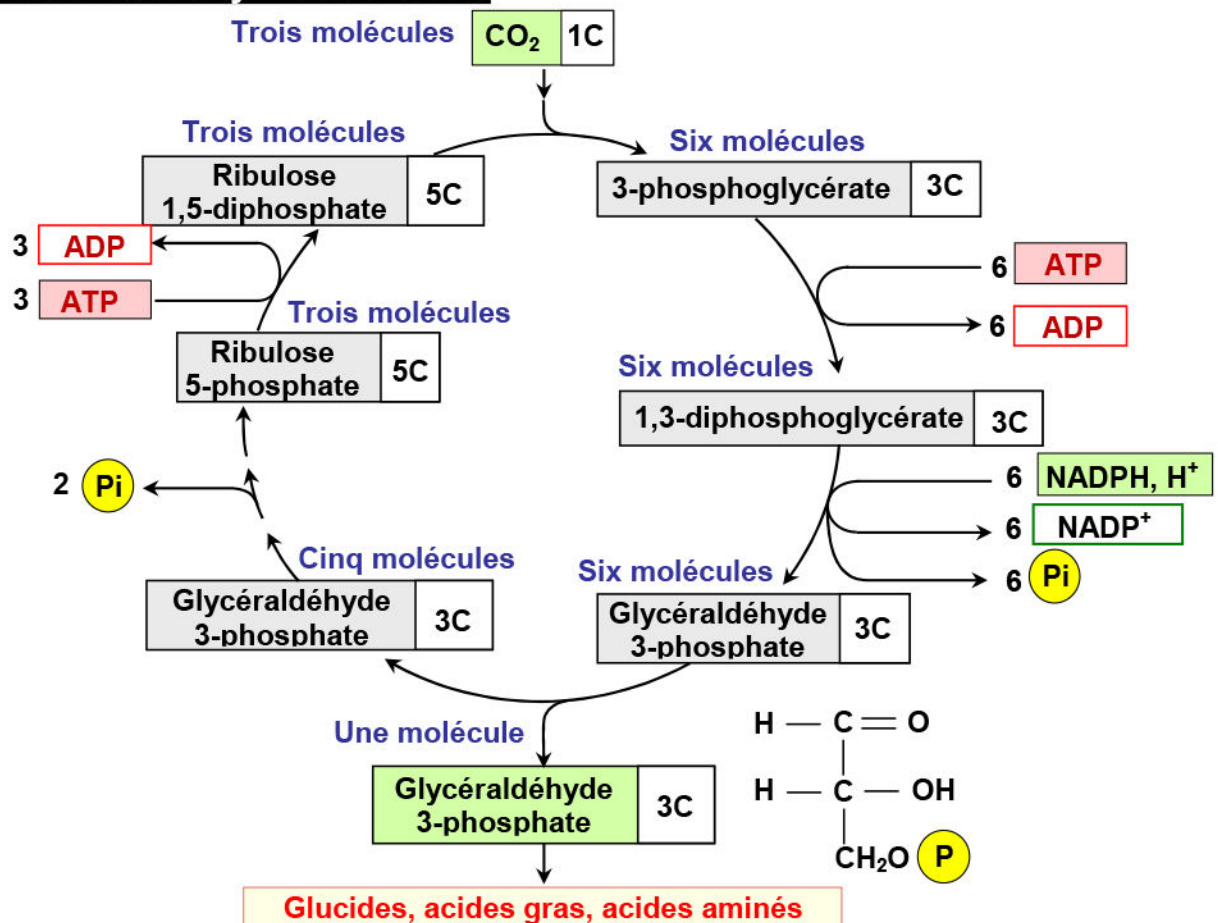 Trois molécules
CO₂ 1C
Trois molécules
Ribulose
1,5-diphosphate
5C
Six molécules
3-phosphoglycérate 3C
3 ADP
3 ATP
6 ATP
6 ADP
Trois molécules
Ribulose
5-phosphate
5C
Six molécules
1,3-diphosphoglycérate 3C
2 Pi
6 NADPH, H⁺
6 NADP⁺
6 Pi
Cinq molécules
Glycéraldéhyde
3-phosphate
3C
Six molécules
Glycéraldéhyde
3-phosphate
3C
Une molécule
Glycéraldéhyde
3-phosphate
3C
H — C = O
H — C — OH
CH₂O P
Glucides, acides gras, acides aminés